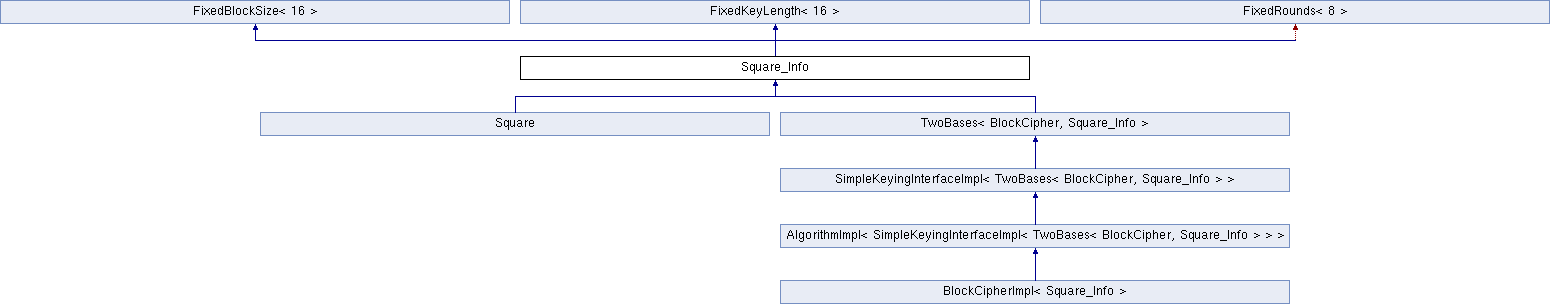 FixedBlockSize< 16 >
FixedKeyLength< 16 >
FixedRounds< 8 >
Square_Info
Square
TwoBases< BlockCipher, Square_Info >
SimpleKeyingInterfaceImpl< TwoBases< BlockCipher, Square_Info > >
AlgorithmImpl< SimpleKeyingInterfaceImpl< TwoBases< BlockCipher, Square_Info > > >
BlockCipherImpl< Square_Info >